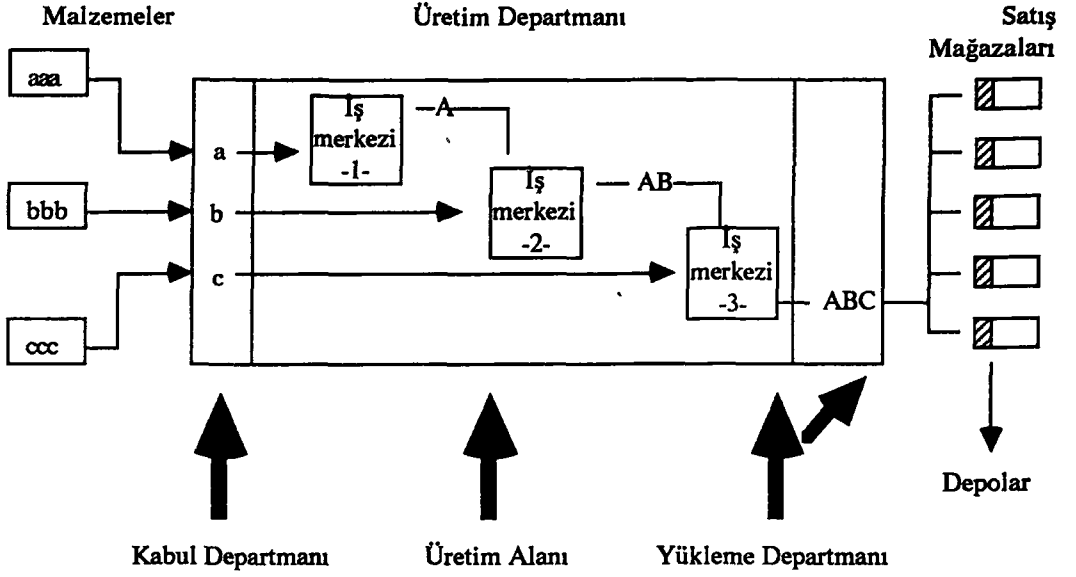 Malzemeler
Üretim Departmanı
Satış
Mağazaları
aaa
bbb
ccc
a
b
c
İş
merkezi
-1-
A
İş
merkezi
-2-
AB
İş
merkezi
-3-
ABC
Depolar
Kabul Departmanı
Üretim Alanı
Yükleme Departmanı